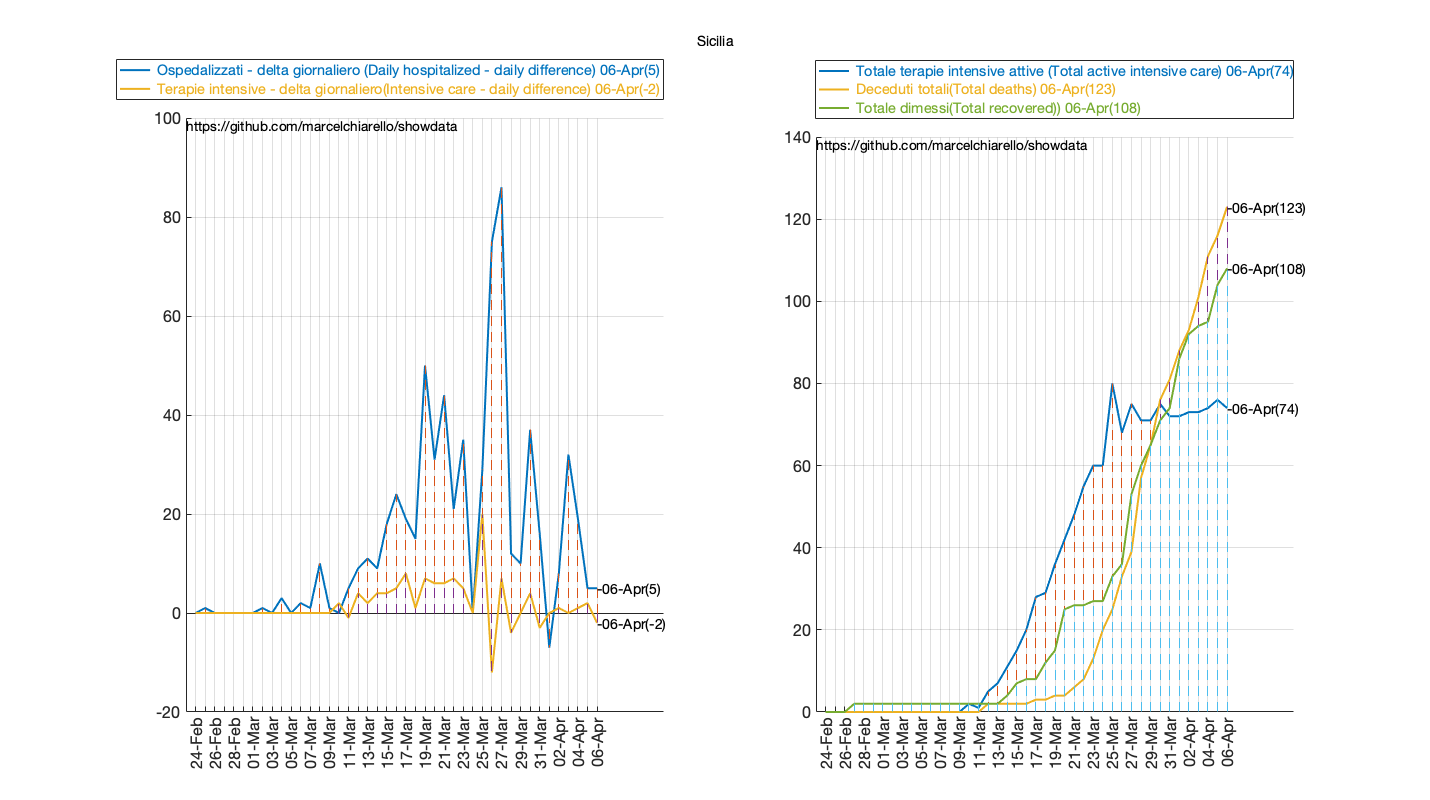 Sicilia
Ospedalizzati - delta giornaliero (Daily hospitalized - daily difference) 06-Apr(5)
Terapie intensive - delta giornaliero(Intensive care - daily difference) 06-Apr(-2)
https://github.com/marcelchiarello/showdata
100
80
60
40
20
0
-20
-06-Apr(5)
-06-Apr(-2)
24-Feb
26-Feb
28-Feb
01-Mar
03-Mar
05-Mar
07-Mar
09-Mar
11-Mar
13-Mar
15-Mar
17-Mar
19-Mar
21-Mar
23-Mar
25-Mar
27-Mar
29-Mar
31-Mar
02-Apr
04-Apr
06-Apr
Totale terapie intensive attive (Total active intensive care) 06-Apr(74)
Deceduti totali(Total deaths) 06-Apr(123)
Totale dimessi(Total recovered)) 06-Apr(108)
https://github.com/marcelchiarello/showdata
140
120
100
80
60
40
20
0
-06-Apr(123)
-06-Apr(108)
-06-Apr(74)
24-Feb
26-Feb
28-Feb
01-Mar
03-Mar
05-Mar
07-Mar
09-Mar
11-Mar
13-Mar
15-Mar
17-Mar
19-Mar
21-Mar
23-Mar
25-Mar
27-Mar
29-Mar
31-Mar
02-Apr
04-Apr
06-Apr